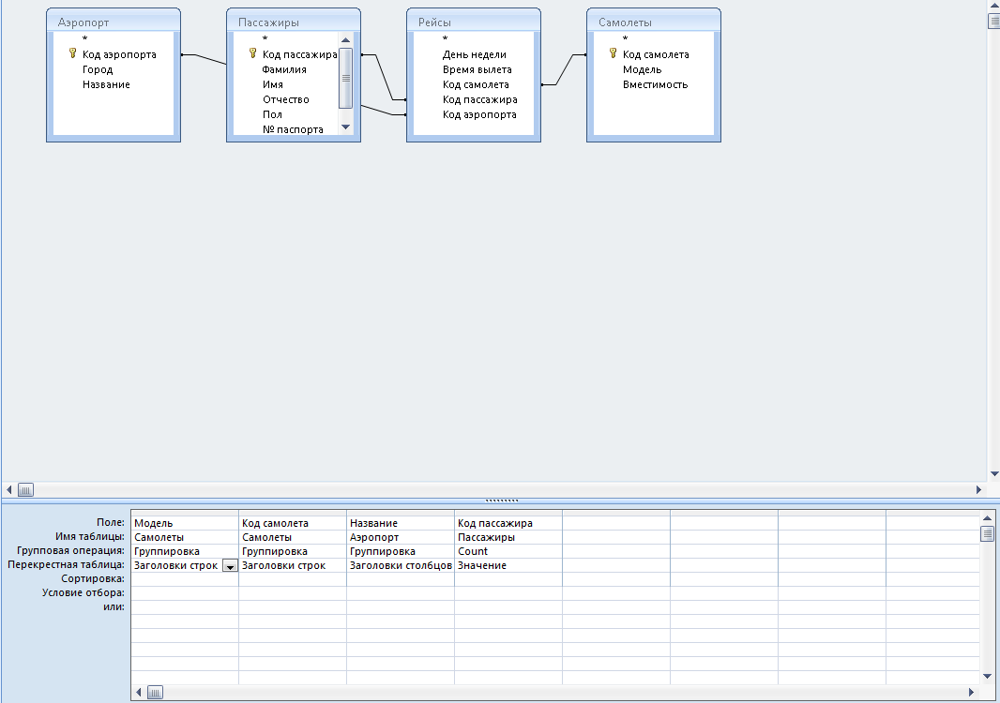 Аэропорт
*
Код аэропорта
Город
Название
Пассажиры
*
Код пассажира
Фамилия
Имя
Отчество
Пол
№ паспорта
Рейсы
*
День недели
Время вылета
Код самолета
Код пассажира
Код аэропорта
Самолеты
*
Код самолета
Модель
Вместимость
Поле: Модель Код самолета Название Код пассажира
Имя таблицы: Самолеты Самолеты Аэропорт Пассажиры
Групповая операция: Группировка Группировка Группировка Count
Перекрестная таблица: Заголовки строк Заголовки строк Заголовки столбцов Значение
Сортировка:
Условие отбора:
или: